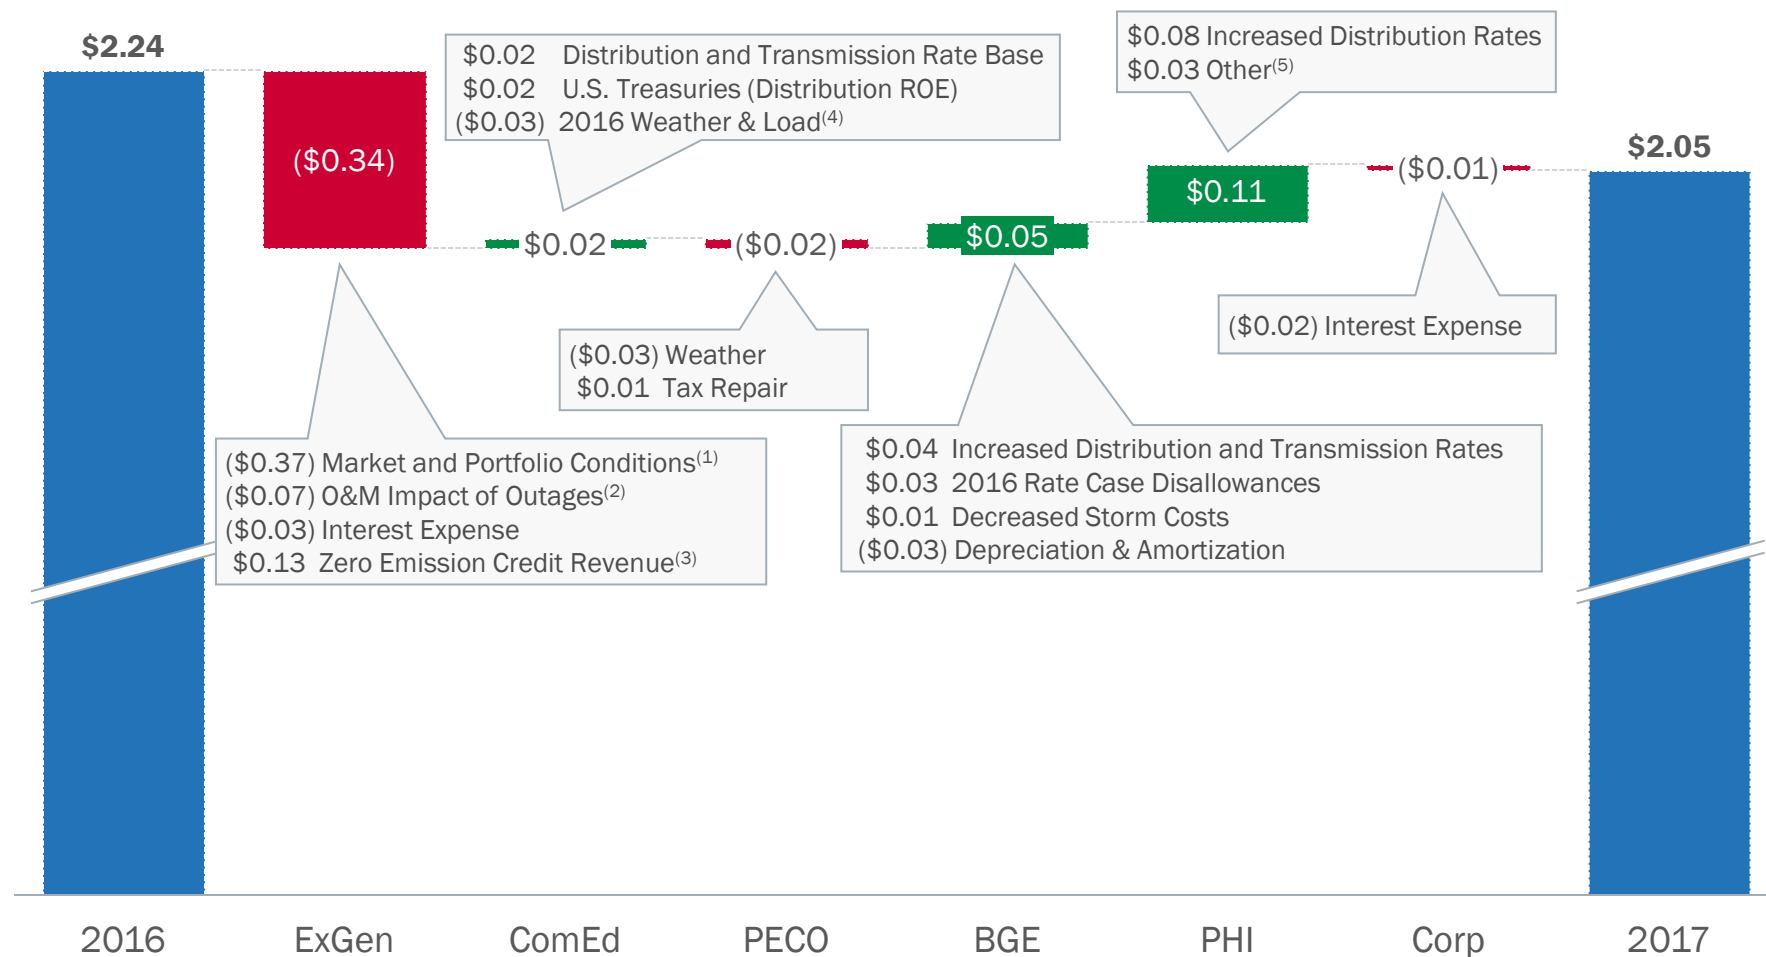 $2.24
($0.34)
$0.02 Distribution and Transmission Rate Base
$0.02 U.S. Treasuries (Distribution ROE)
($0.03) 2016 Weather & Load(4)
$0.08 Increased Distribution Rates
$0.03 Other(5)
$2.05
$0.02
($0.02)
$0.05
$0.11
($0.01)
($0.02) Interest Expense
($0.03) Weather
$0.01 Tax Repair
($0.37) Market and Portfolio Conditions(1)
($0.07) O&M Impact of Outages(2)
($0.03) Interest Expense
$0.13 Zero Emission Credit Revenue(3)
$0.04 Increased Distribution and Transmission Rates
$0.03 2016 Rate Case Disallowances
$0.01 Decreased Storm Costs
($0.03) Depreciation & Amortization
2016 ExGen ComEd PECO BGE PHI Corp 2017